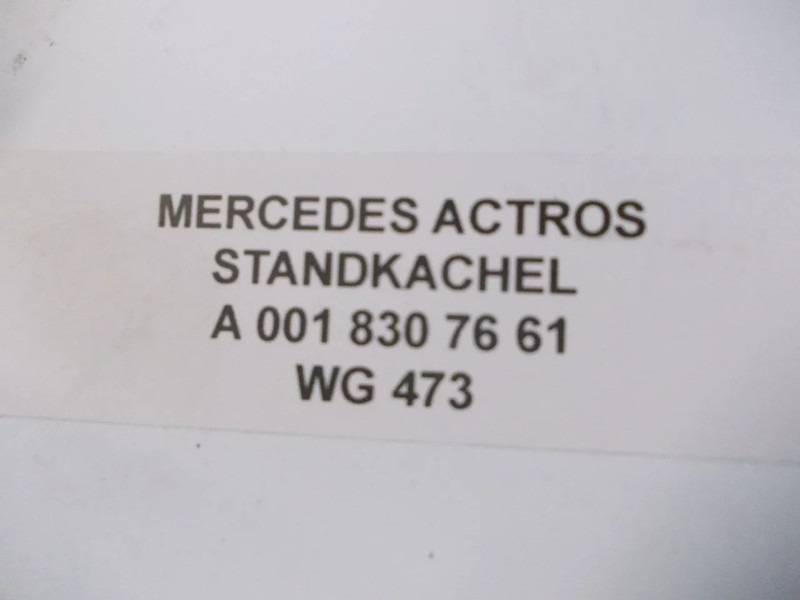 MERCEDES ACTROS
STANDKACHEL
A 001 830 76 61
WG 473